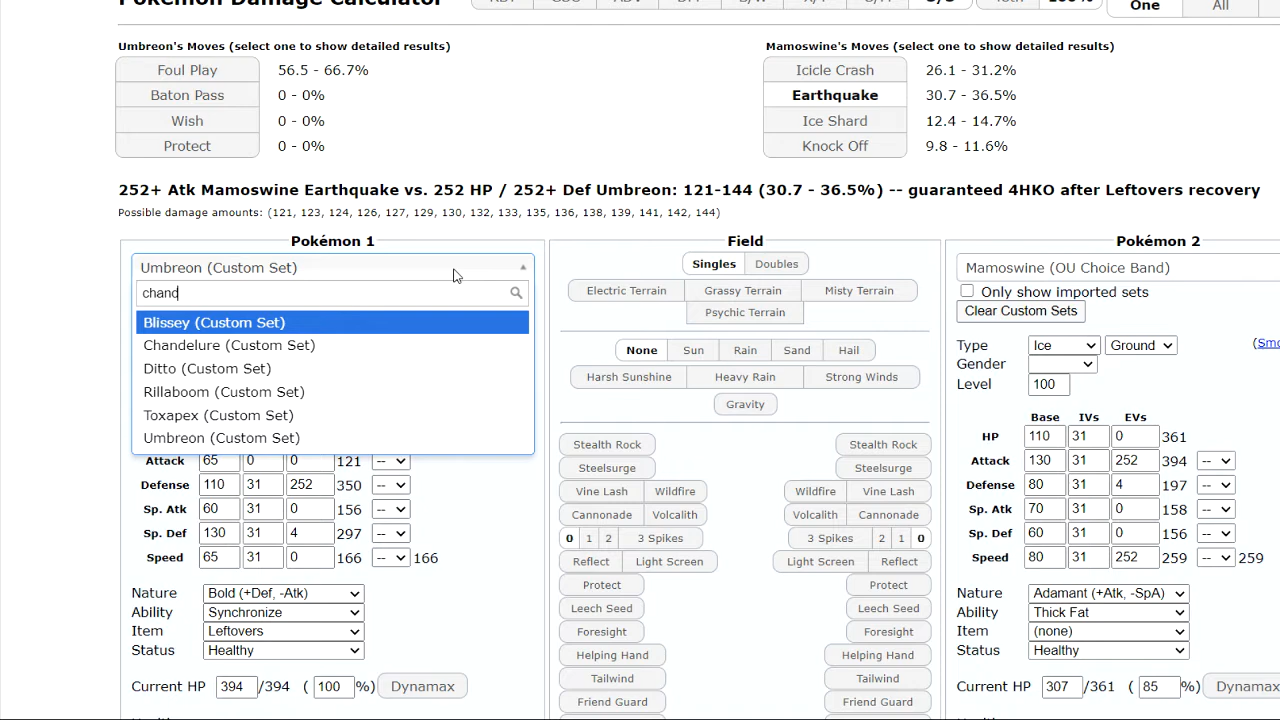 Pokémon Damage Calculator
100%
One
All
Umbreon's Moves (select one to show detailed results)
Foul Play 56.5 - 66.7%
Baton Pass 0 - 0%
Wish 0 - 0%
Protect 0 - 0%
Mamoswine's Moves (select one to show detailed results)
Icicle Crash 26.1 - 31.2%
Earthquake 30.7 - 36.5%
Ice Shard 12.4 - 14.7%
Knock Off 9.8 - 11.6%
252+ Atk Mamoswine Earthquake vs. 252 HP / 252+ Def Umbreon: 121-144 (30.7 - 36.5%) -- guaranteed 4HKO after Leftovers recovery
Possible damage amounts: (121, 123, 124, 126, 127, 129, 130, 132, 133, 135, 136, 138, 139, 141, 142, 144)
Pokémon 1
Umbreon (Custom Set)
chand
Blissey (Custom Set)
Chandelure (Custom Set)
Ditto (Custom Set)
Rillaboom (Custom Set)
Toxapex (Custom Set)
Umbreon (Custom Set)
Attack 65 0 0 121 --
Defense 110 31 252 350 --
Sp. Atk 60 31 0 156 --
Sp. Def 130 31 4 297 --
Speed 65 31 0 166 -- 166
Nature Bold (+Def, -Atk)
Ability Synchronize
Item Leftovers
Status Healthy
Current HP 394 /394 ( 100 %) Dynamax
Field
Singles Doubles
Electric Terrain Grassy Terrain Misty Terrain
Psychic Terrain
None Sun Rain Sand Hail
Harsh Sunshine Heavy Rain Strong Winds
Gravity
Stealth Rock Stealth Rock
Steelsurge Steelsurge
Vine Lash Wildfire Wildfire Vine Lash
Cannonade Volcalith Volcalith Cannonade
0 1 2 3 Spikes 3 Spikes 2 1 0
Reflect Light Screen Light Screen Reflect
Protect Protect
Leech Seed Leech Seed
Foresight Foresight
Helping Hand Helping Hand
Tailwind Tailwind
Friend Guard Friend Guard
Pokémon 2
Mamoswine (OU Choice Band)
Only show imported sets
Clear Custom Sets
Type Ice Ground
Gender
Level 100
Base IVs EVs
HP 110 31 0 361
Attack 130 31 252 394 --
Defense 80 31 4 197 --
Sp. Atk 70 31 0 158 --
Sp. Def 60 31 0 156 --
Speed 80 31 252 259 -- 259
Nature Adamant (+Atk, -SpA)
Ability Thick Fat
Item (none)
Status Healthy
Current HP 307 /361 ( 85 %) Dynamax